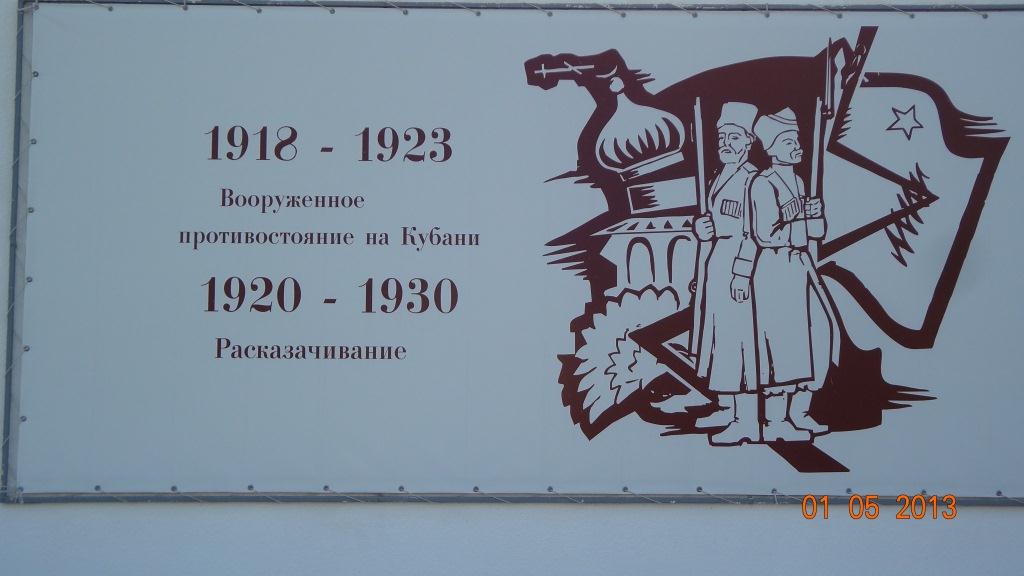 1918 - 1923
Вооруженное
противостояние на Кубани
1920 - 1930
Расказачивание
01 05 2013